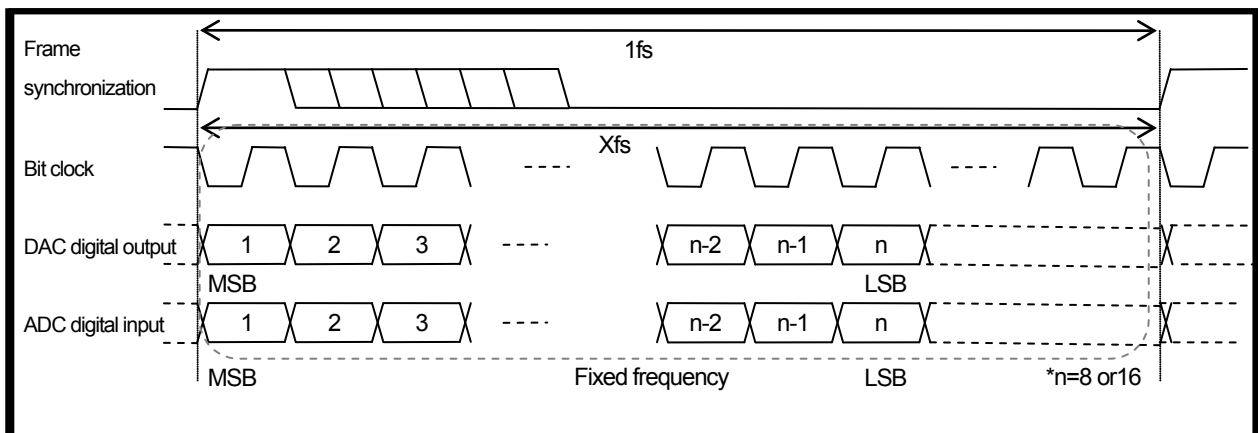 Frame
1fs
synchronization
Xfs
Bit clock
DAC digital output 1 2 3 n-2 n-1 n
MSB LSB
ADC digital input 1 2 3 n-2 n-1 n
MSB Fixed frequency LSB *n=8 or16